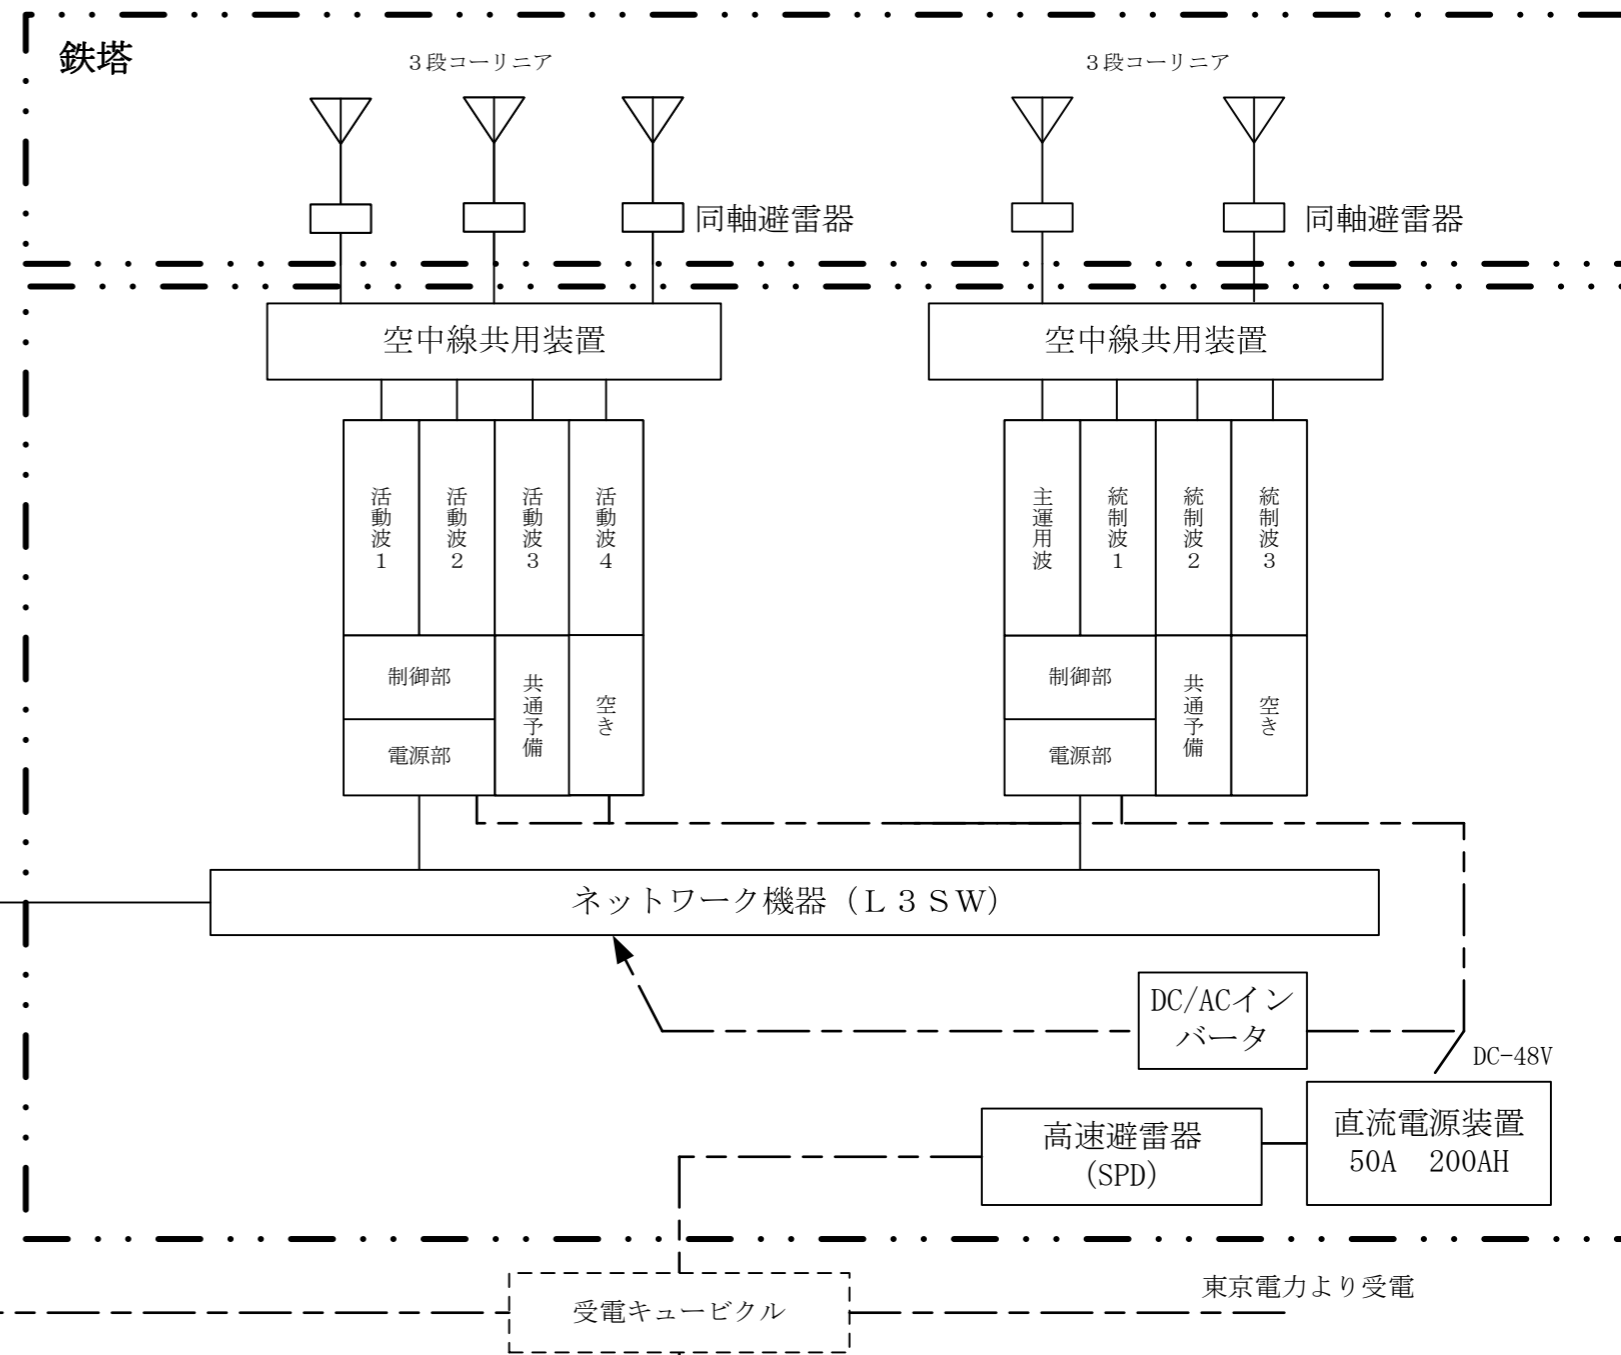 鉄塔
３段コーリニア
３段コーリニア
同軸避雷器
同軸避雷器
空中線共用装置
空中線共用装置
活動波１
活動波２
活動波３
活動波４
主運用波
統制波１
統制波２
統制波３
制御部
電源部
共通予備
空き
制御部
電源部
共通予備
空き
ネットワーク機器（Ｌ３ＳＷ）
DC/ACイン
バータ
DC-48V
高速避雷器
(SPD)
直流電源装置
50A　200AH
東京電力より受電
受電キュービクル